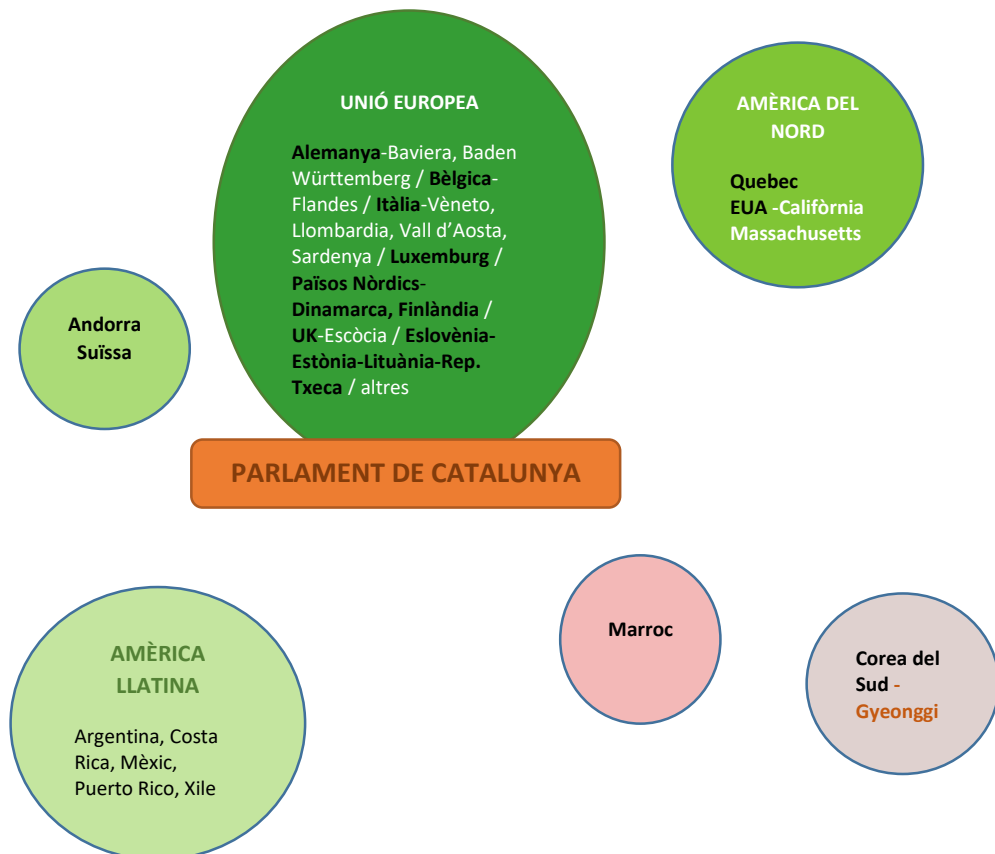 UNIÓ EUROPEA
Alemanya-Baviera, Baden
Württemberg / Bèlgica-
Flandes / Itàlia-Vèneto,
Llombardia, Vall d’Aosta,
Sardenya / Luxemburg /
Països Nòrdics-
Dinamarca, Finlàndia /
UK-Escòcia / Eslovènia-
Estònia-Lituània-Rep.
Txeca / altres
AMÈRICA DEL
NORD
Quebec
EUA -Califòrnia
Massachusetts
Andorra
Suïssa
PARLAMENT DE CATALUNYA
AMÈRICA
LLATINA
Argentina, Costa
Rica, Mèxic,
Puerto Rico, Xile
Marroc
Corea del
Sud -
Gyeonggi